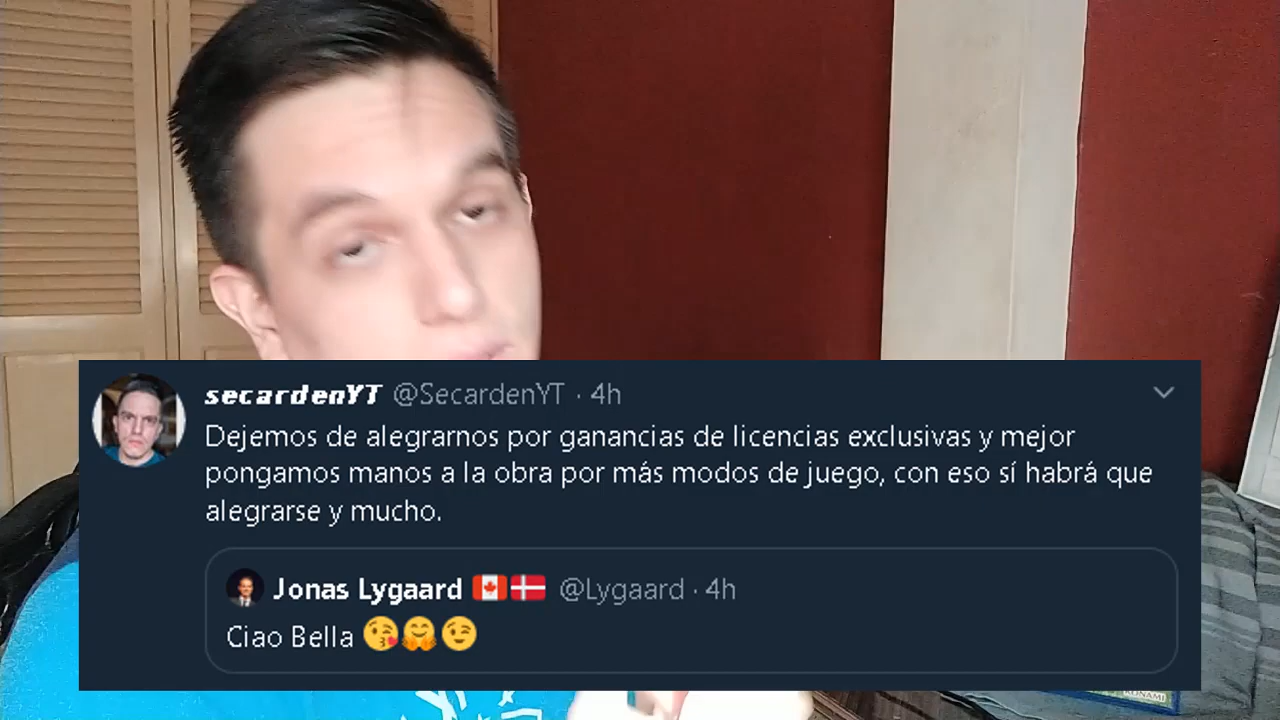 secardenYT @SecardenYT · 4h
Dejemos de alegrarnos por ganancias de licencias exclusivas y mejor
pongamos manos a la obra por más modos de juego, con eso sí habrá que
alegrarse y mucho.
Jonas Lygaard 🇨🇦🇩🇰 @Lygaard · 4h
Ciao Bella 😘🤗😉
KONAMI